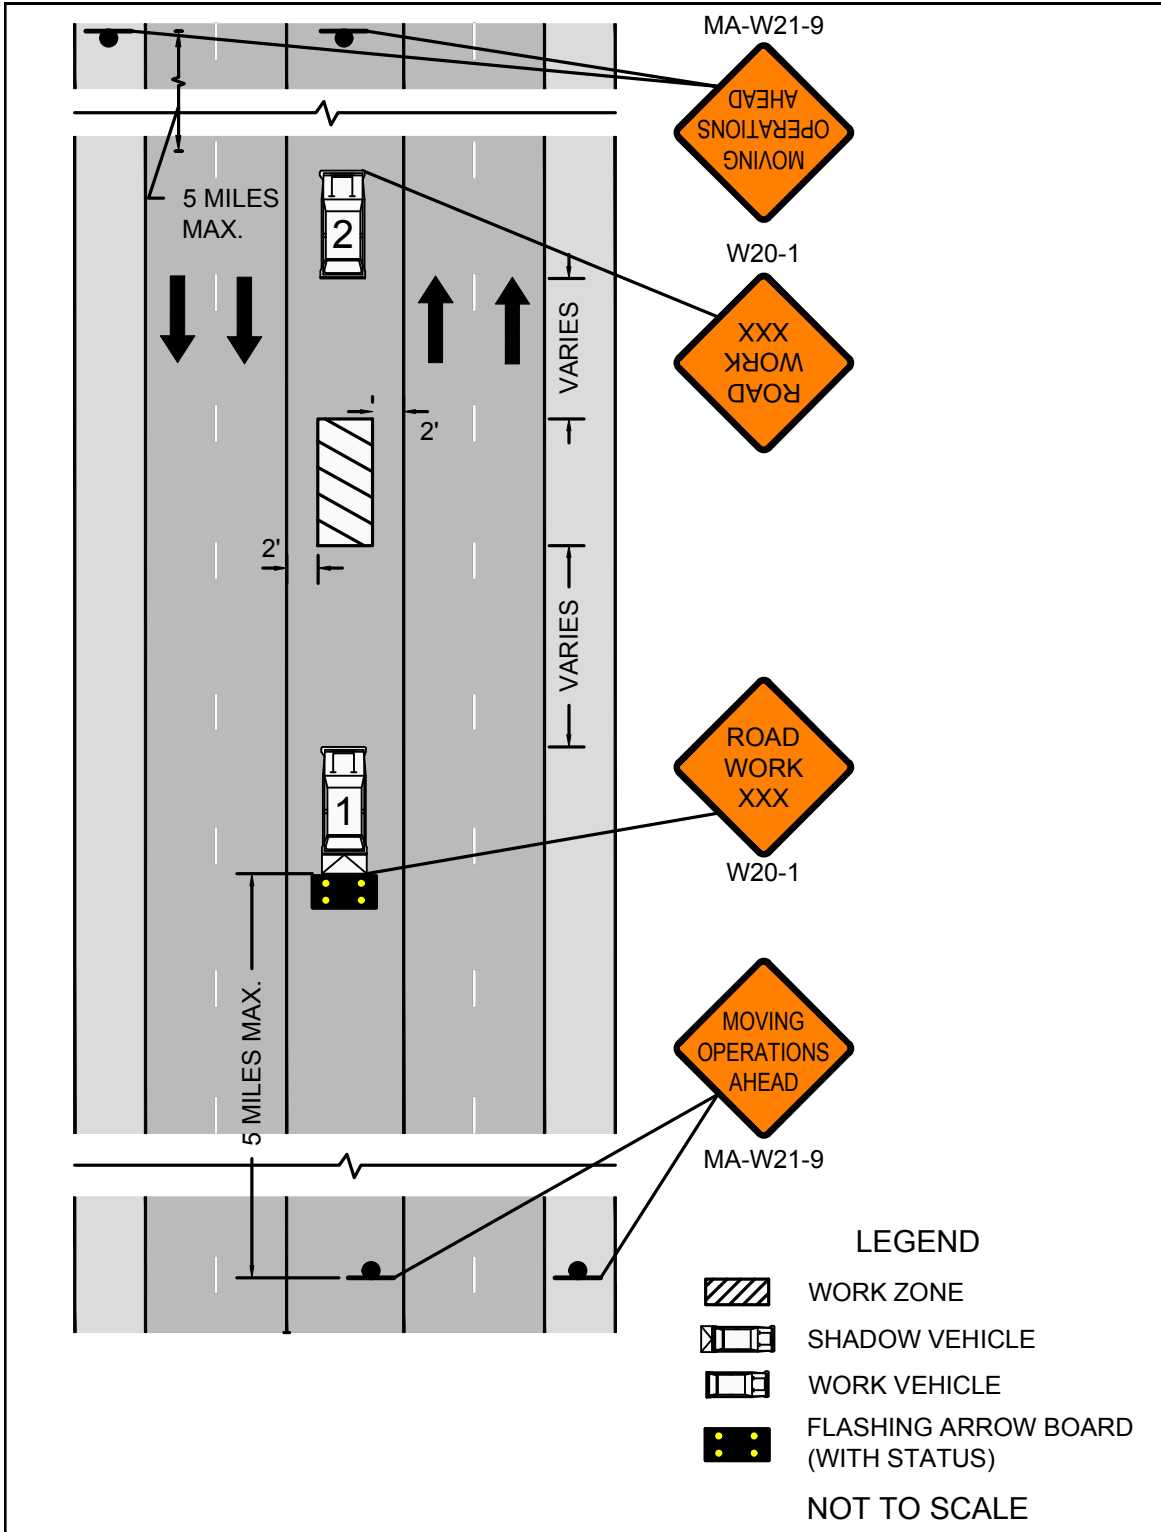 MA-W21-9
MOVING
OPERATIONS
AHEAD
5 MILES
MAX.
2
W20-1
ROAD
WORK
XXX
VARIES
2'
2'
VARIES
ROAD
WORK
XXX
W20-1
1
5 MILES MAX.
MOVING
OPERATIONS
AHEAD
MA-W21-9
LEGEND
WORK ZONE
SHADOW VEHICLE
WORK VEHICLE
FLASHING ARROW BOARD
(WITH STATUS)
NOT TO SCALE